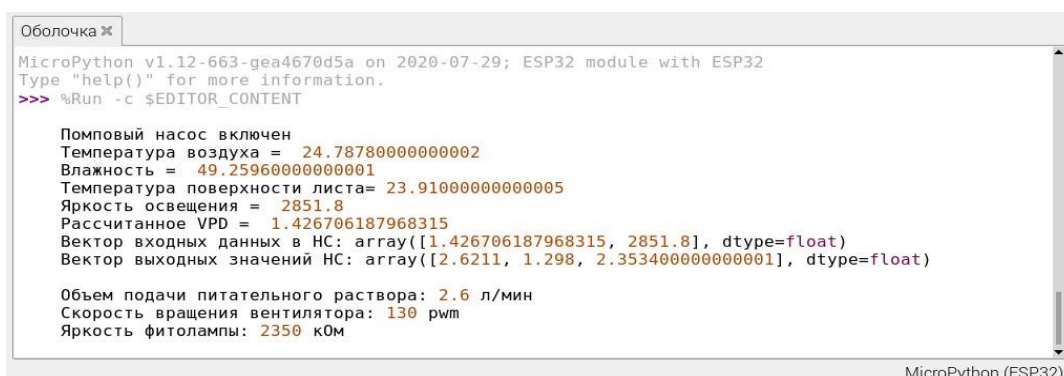 Оболочка ✕
MicroPython v1.12-663-gea4670d5a on 2020-07-29; ESP32 module with ESP32
Type "help()" for more information.
>>> %Run -c $EDITOR_CONTENT
Помповый насос включен
Температура воздуха =  24.78780000000002
Влажность =  49.25960000000001
Температура поверхности листа= 23.91000000000005
Яркость освещения =  2851.8
Рассчитанное VPD =  1.426706187968315
Вектор входных данных в НС: array([1.426706187968315, 2851.8], dtype=float)
Вектор выходных значений НС: array([2.6211, 1.298, 2.353400000000001], dtype=float)
Объем подачи питательного раствора: 2.6 л/мин
Скорость вращения вентилятора: 130 pwm
Яркость фитолампы: 2350 кОм
MicroPython (ESP32)